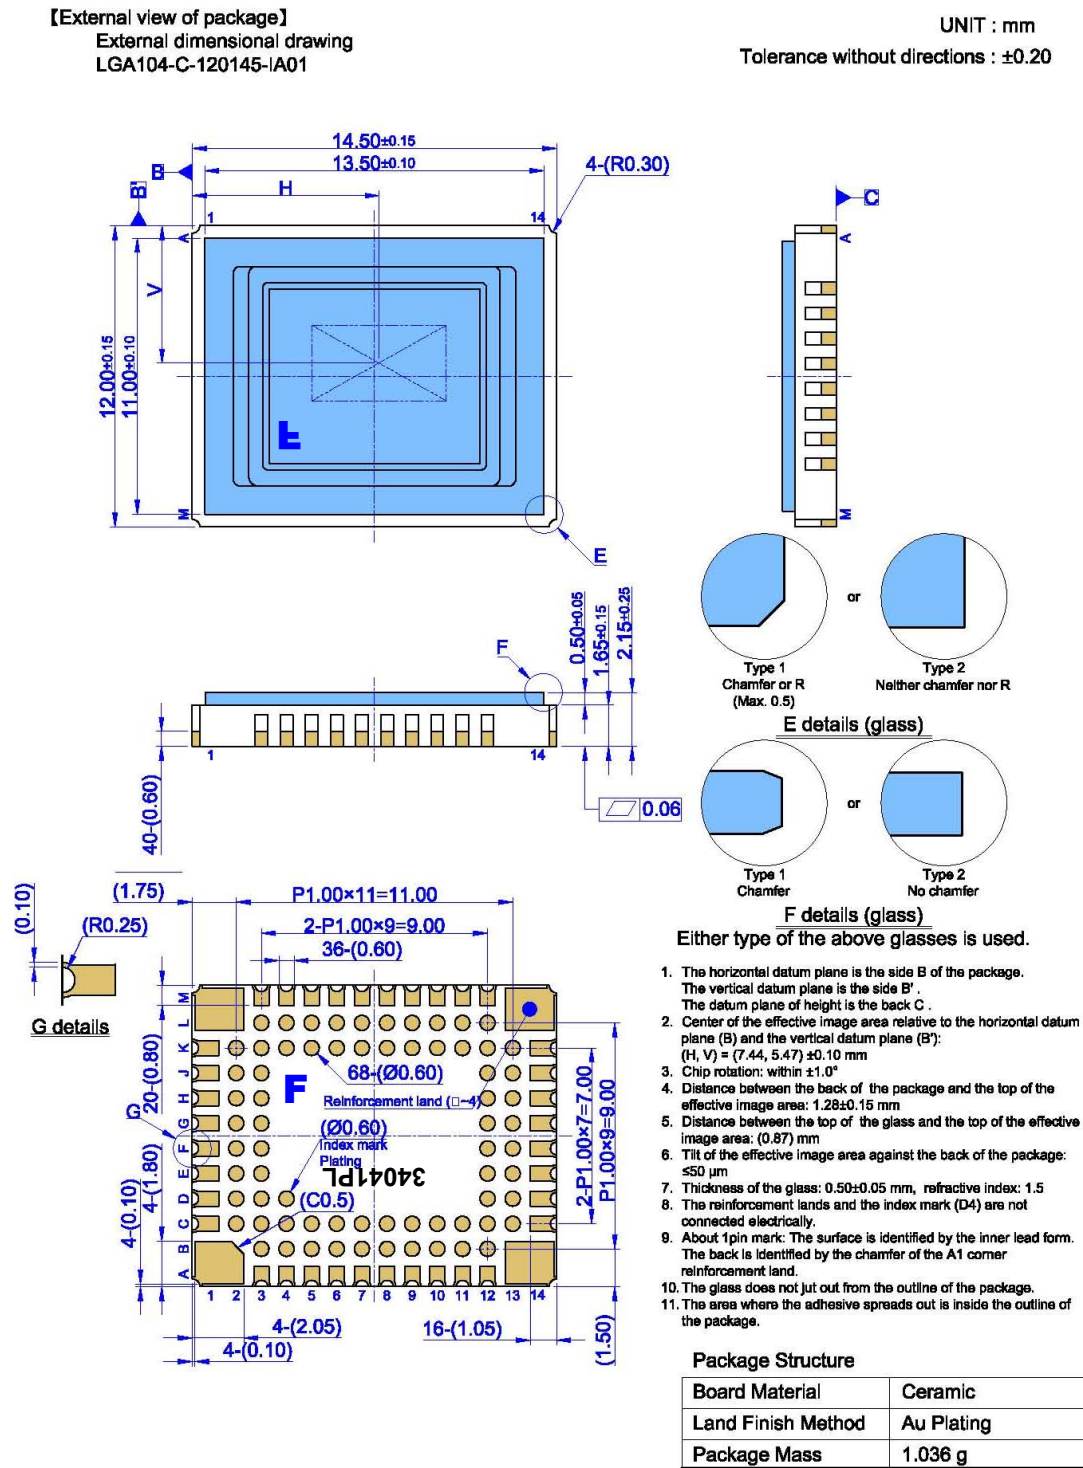 【External view of package】
External dimensional drawing
LGA104-C-120145-IA01
UNIT : mm
Tolerance without directions : ±0.20
14.50±0.15
13.50±0.10
4-(R0.30)
B
B'
H
C
1
14
A
V
12.00±0.15
11.00±0.10
F
M
E
A
M
F
0.50±0.05
1.65±0.15
2.15±0.25
1
14
40-(0.60)
0.06
or
Type 1
Chamfer or R
(Max. 0.5)
Type 2
Neither chamfer nor R
E details (glass)
or
Type 1
Chamfer
Type 2
No chamfer
F details (glass)
Either type of the above glasses is used.
(0.10)
(R0.25)
G details
(1.75)
P1.00×11=11.00
2-P1.00×9=9.00
36-(0.60)
M
L
K
J
H
G
F
E
D
C
B
A
20-(0.80)
G
4-(1.80)
4-(0.10)
68-(Ø0.60)
F
Reinforcement land (□~4)
(Ø0.60)
Index mark
Plating
34041PL
(C0.5)
2-P1.00×7=7.00
P1.00×9=9.00
1 2 3 4 5 6 7 8 9 10 11 12 13 14
4-(2.05)
4-(0.10)
16-(1.05)
(1.50)
1. The horizontal datum plane is the side B of the package.
The vertical datum plane is the side B' .
The datum plane of height is the back C .
2. Center of the effective image area relative to the horizontal datum
plane (B) and the vertical datum plane (B'):
(H, V) = (7.44, 5.47) ±0.10 mm
3. Chip rotation: within ±1.0°
4. Distance between the back of the package and the top of the
effective image area: 1.28±0.15 mm
5. Distance between the top of the glass and the top of the effective
image area: (0.87) mm
6. Tilt of the effective image area against the back of the package:
≤50 μm
7. Thickness of the glass: 0.50±0.05 mm, refractive index: 1.5
8. The reinforcement lands and the index mark (D4) are not
connected electrically.
9. About 1pin mark: The surface is identified by the inner lead form.
The back is identified by the chamfer of the A1 corner
reinforcement land.
10. The glass does not jut out from the outline of the package.
11. The area where the adhesive spreads out is inside the outline of
the package.
Package Structure
Board Material Ceramic
Land Finish Method Au Plating
Package Mass 1.036 g